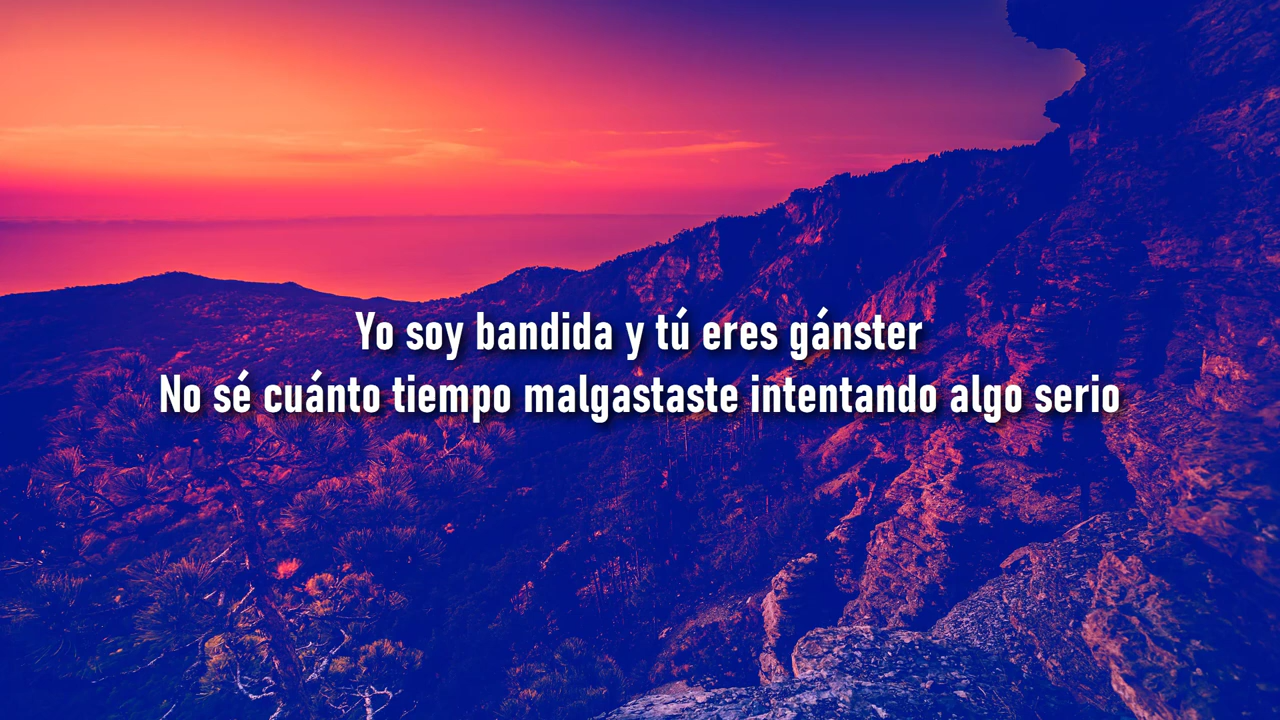 Yo soy bandida y tú eres gánster
No sé cuánto tiempo malgastaste intentando algo serio